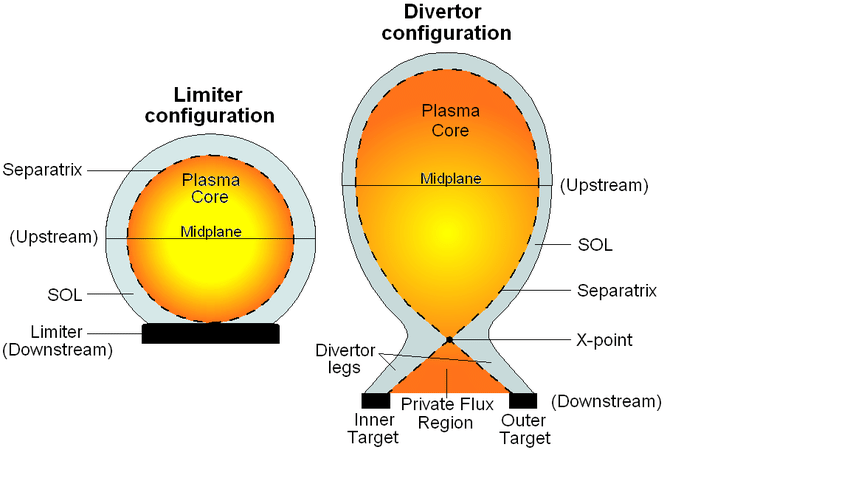 Limiter
configuration
Separatrix
Plasma
Core
(Upstream)
Midplane
SOL
Limiter
(Downstream)
Divertor
configuration
Plasma
Core
Midplane
(Upstream)
SOL
Separatrix
X-point
Divertor
legs
Private Flux
Region
(Downstream)
Inner
Target
Outer
Target